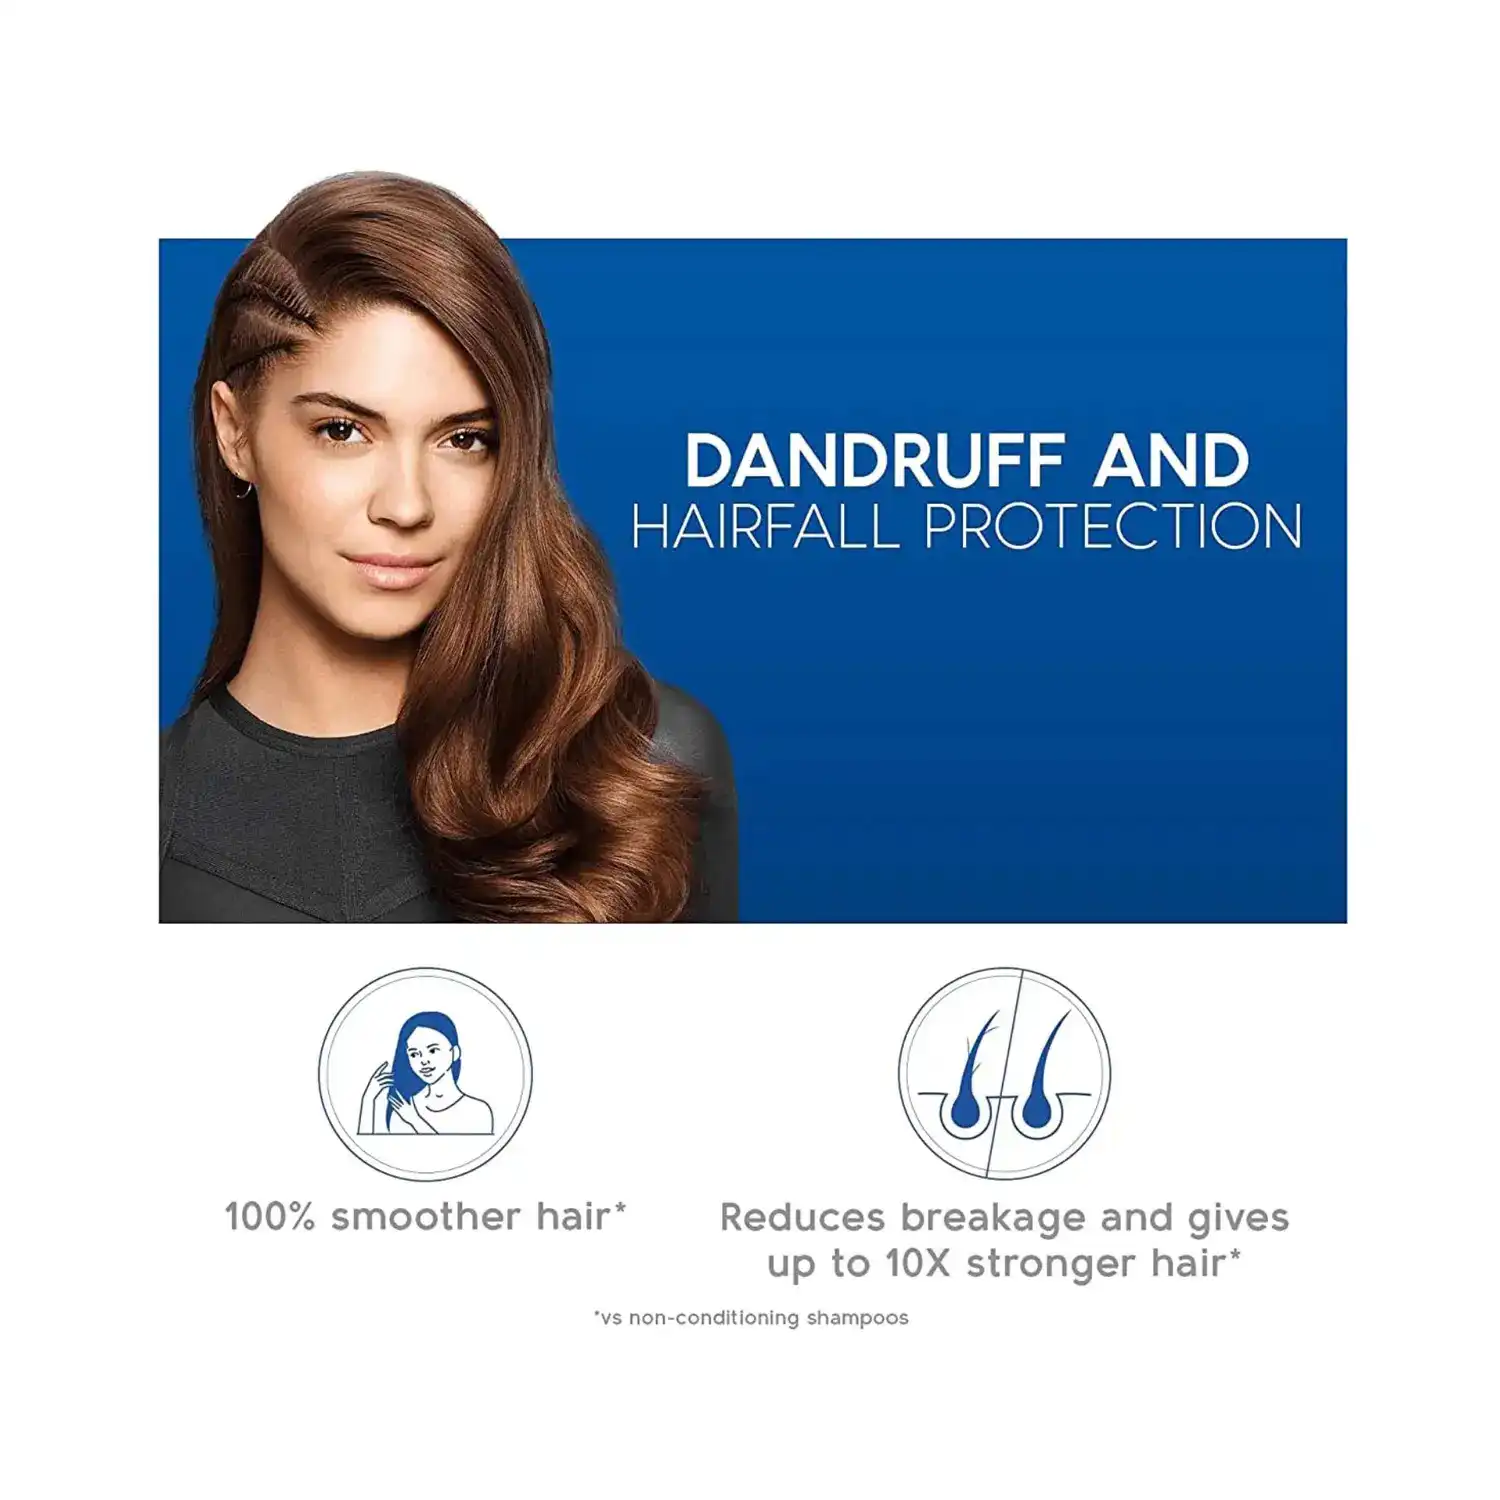 DANDRUFF AND
HAIRFALL PROTECTION
100% smoother hair*
Reduces breakage and gives
up to 10X stronger hair*
*vs non-conditioning shampoos